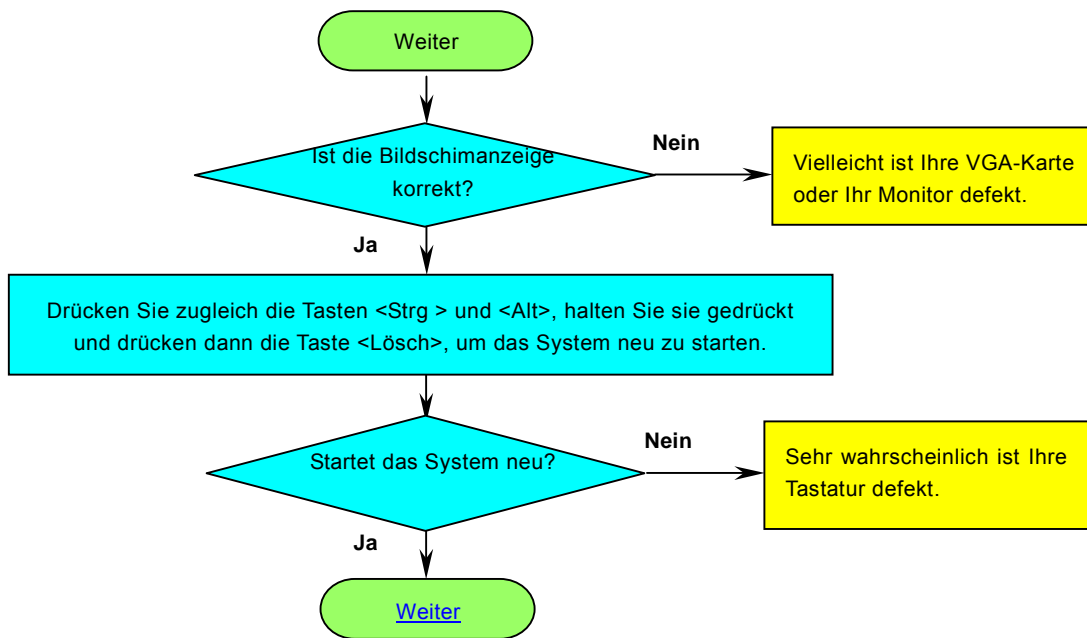 Weiter
Ist die Bildschimanzeige
korrekt?
Nein
Vielleicht ist Ihre VGA-Karte
oder Ihr Monitor defekt.
Ja
Drücken Sie zugleich die Tasten <Strg > und <Alt>, halten Sie sie gedrückt
und drücken dann die Taste <Lösch>, um das System neu zu starten.
Startet das System neu?
Nein
Sehr wahrscheinlich ist Ihre
Tastatur defekt.
Ja
Weiter